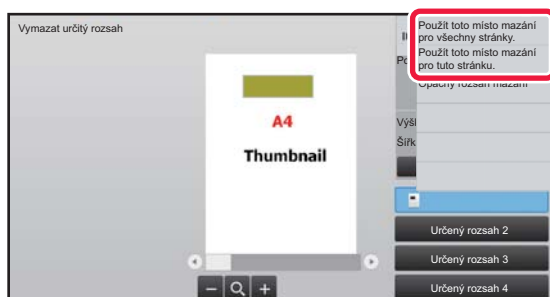 Vymazat určitý rozsah
Použít toto místo mazání
pro všechny stránky.
Použít toto místo mazání
pro tuto stránku.
Opačný rozsah mazání
A4
Thumbnail
Určený rozsah 2
Určený rozsah 3
Určený rozsah 4